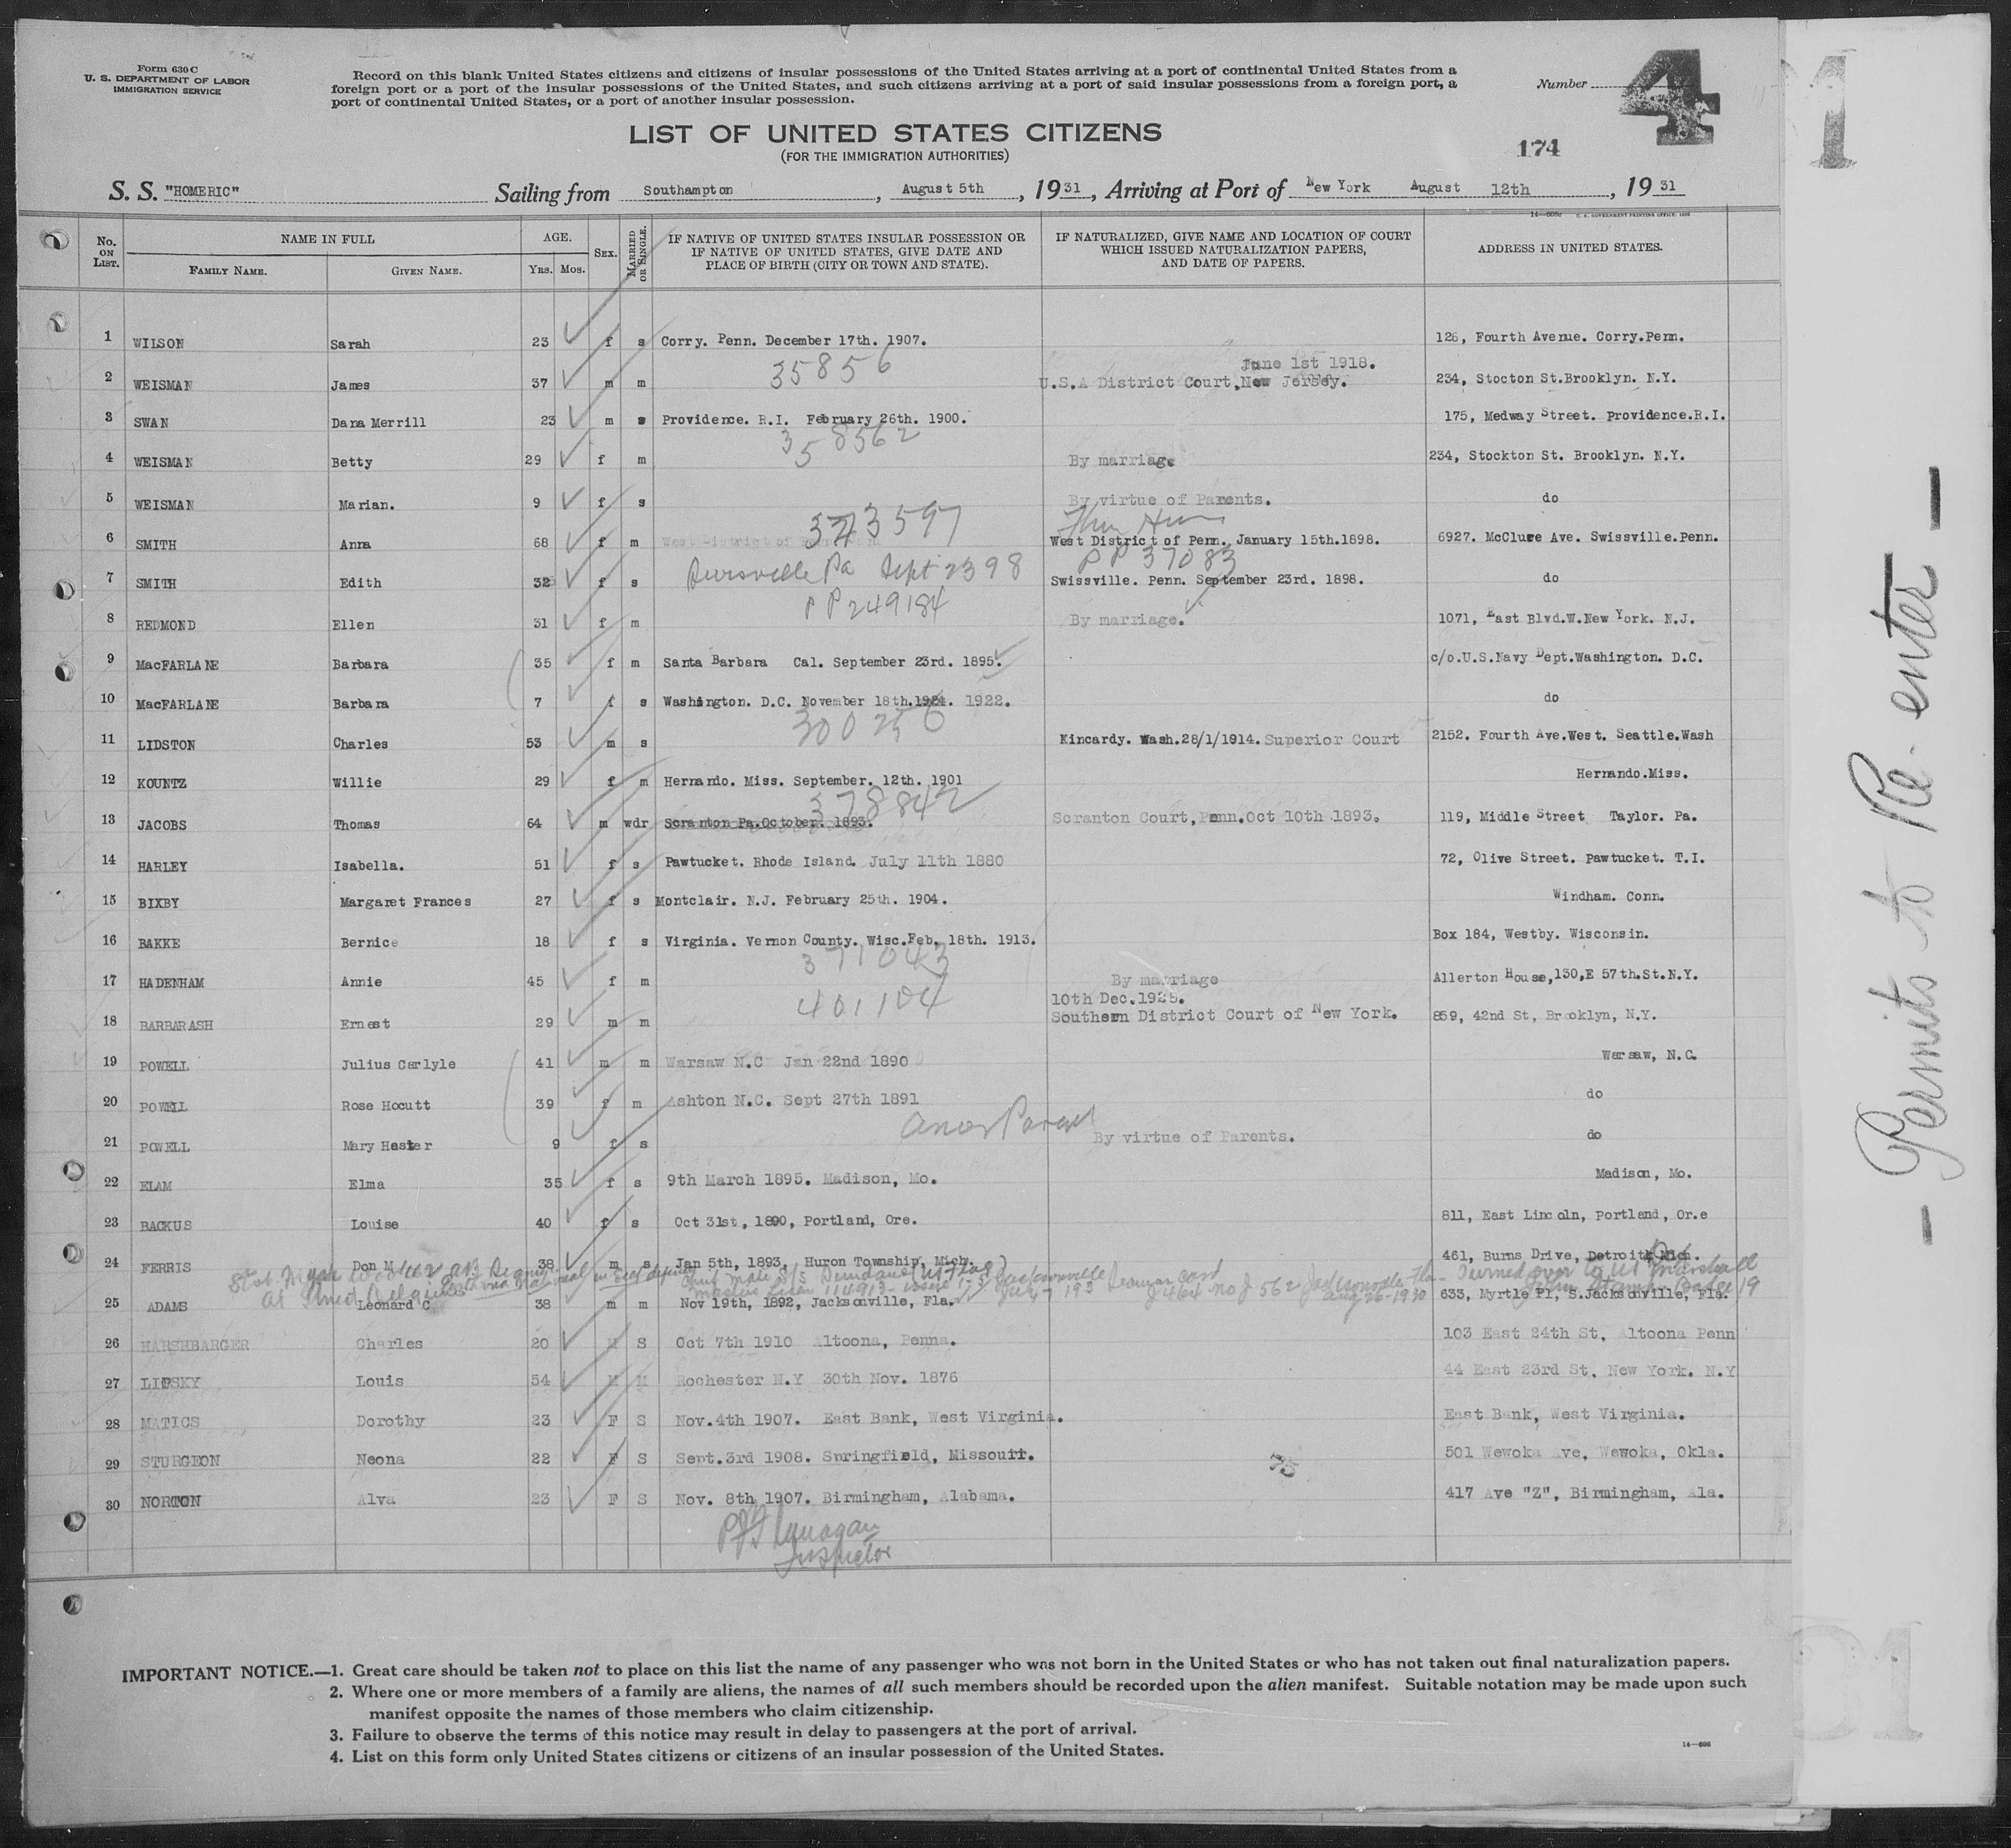 Form 630 C
U. S. DEPARTMENT OF LABOR
IMMIGRATION SERVICE
Record on this blank United States citizens and citizens of insular possessions of the United States arriving at a port of continental United States from a
foreign port or a port of the insular possessions of the United States, and such citizens arriving at a port of said insular possessions from a foreign port, a
port of continental United States, or a port of another insular possession.
Number 4
LIST OF UNITED STATES CITIZENS
(FOR THE IMMIGRATION AUTHORITIES)
174
S. S. "HOMERIC" Sailing from Southampton, August 5th, 1931, Arriving at Port of New York August 12th, 1931
No. ON LIST. NAME IN FULL FAMILY NAME. GIVEN NAME. AGE. YRS. MOS. SEX. MARRIED OR SINGLE. IF NATIVE OF UNITED STATES INSULAR POSSESSION OR IF NATIVE OF UNITED STATES, GIVE DATE AND PLACE OF BIRTH (CITY OR TOWN AND STATE). IF NATURALIZED, GIVE NAME AND LOCATION OF COURT WHICH ISSUED NATURALIZATION PAPERS, AND DATE OF PAPERS. ADDRESS IN UNITED STATES.
1 WILSON Sarah 23 f s Corry. Penn. December 17th. 1907. 126, Fourth Avenue. Corry.Penn.
35856 June 1st 1918.
2 WEISMAN James 37 m m U.S.A District Court,New Jersey. 234, Stocton St.Brooklyn. N.Y.
3 SWAN Dana Merrill 23 m s Providence. R.I. February 26th. 1900. 175, Medway Street. Providence.R.I.
358562
4 WEISMAN Betty 29 f m By marriage 234, Stockton St. Brooklyn. N.Y.
5 WEISMAN Marian. 9 f s By virtue of Parents. do
373597
6 SMITH Anna 68 f m West District of Penn. January 15th.1898. 6927. McClure Ave. Swissville.Penn.
PP 37083
7 SMITH Edith 32 f s Pa Sept 23 98 Swissville. Penn. September 23rd. 1898. do
PP 249184
8 REDMOND Ellen 31 f m By marriage. 1071, East Blvd.W.New York. N.J.
9 MacFARLANE Barbara 35 f m Santa Barbara Cal. September 23rd. 1895. c/o.U.S.Navy Dept.Washington. D.C.
10 MacFARLANE Barbara 7 f s Washington. D.C. November 18th.1924. 1922. do
300256
11 LIDSTON Charles 53 m s Kincardy. Wash.28/1/1914. Superior Court 2152. Fourth Ave.West. Seattle.Wash
12 KOUNTZ Willie 29 f m Hernando. Miss. September. 12th. 1901 Hernando.Miss.
378842
13 JACOBS Thomas 64 m wdr Scranton Pa.October. 1893. Scranton Court,Penn.Oct 10th 1893. 119, Middle Street Taylor. Pa.
14 HARLEY Isabella. 51 f s Pawtucket. Rhode Island. July 11th 1880 72, Olive Street. Pawtucket. T.I.
15 BIXBY Margaret Frances 27 f s Montclair. N.J. February 25th. 1904. Windham. Conn.
16 BAKKE Bernice 18 f s Virginia. Vernon County. Wisc.Feb. 18th. 1913. Box 184, Westby. Wisconsin.
371043
17 HADENHAM Annie 45 f m By marriage Allerton House,130,E 57th.St.N.Y.
401104 10th Dec.1925.
18 BARBARASH Ernest 29 m m Southern District Court of New York. 859, 42nd St, Brooklyn, N.Y.
19 POWELL Julius Carlyle 41 m m Warsaw N.C Jan 22nd 1890 Warsaw, N.C.
20 POWELL Rose Hocutt 39 f m Ashton N.C. Sept 27th 1891 do
21 POWELL Mary Hester 9 f s By virtue of Parents. do
22 ELAM Elma 35 f s 9th March 1895. Madison, Mo. Madison, Mo.
23 BACKUS Louise 40 f s Oct 31st, 1890, Portland, Ore. 811, East Lincoln, Portland, Or.e
24 FERRIS Don M 38 m s Jan 5th, 1893, Huron Township, Mich. 461, Burns Drive, Detroit Mich.
Jacksonville Turned over to US Marshall
25 ADAMS Leonard C 38 m m Nov 19th, 1892, Jacksonville, Fla. Aug 26-1930 633, Myrtle Pl, S.Jacksonville, Fla.
26 HARSHBARGER Charles 20 M S Oct 7th 1910 Altoona, Penna. 103 East 24th St, Altoona Penn
27 LIPSKY Louis 54 M M Rochester N.Y 30th Nov. 1876 44 East 23rd St, New York. N.Y
28 MATICS Dorothy 23 F S Nov.4th 1907. East Bank, West Virginia. East Bank, West Virginia.
29 STURGEON Neona 22 F S Sept.3rd 1908. Springfield, Missouri. 501 Wewoka Ave, Wewoka, Okla.
75
30 NORTON Alva 23 F S Nov. 8th 1907. Birmingham, Alabama. 417 Ave "Z", Birmingham, Ala.
Flanagan
Inspector
IMPORTANT NOTICE.—1. Great care should be taken not to place on this list the name of any passenger who was not born in the United States or who has not taken out final naturalization papers.
2. Where one or more members of a family are aliens, the names of all such members should be recorded upon the alien manifest. Suitable notation may be made upon such
manifest opposite the names of those members who claim citizenship.
3. Failure to observe the terms of this notice may result in delay to passengers at the port of arrival.
4. List on this form only United States citizens or citizens of an insular possession of the United States.
— Permits to Re-enter —